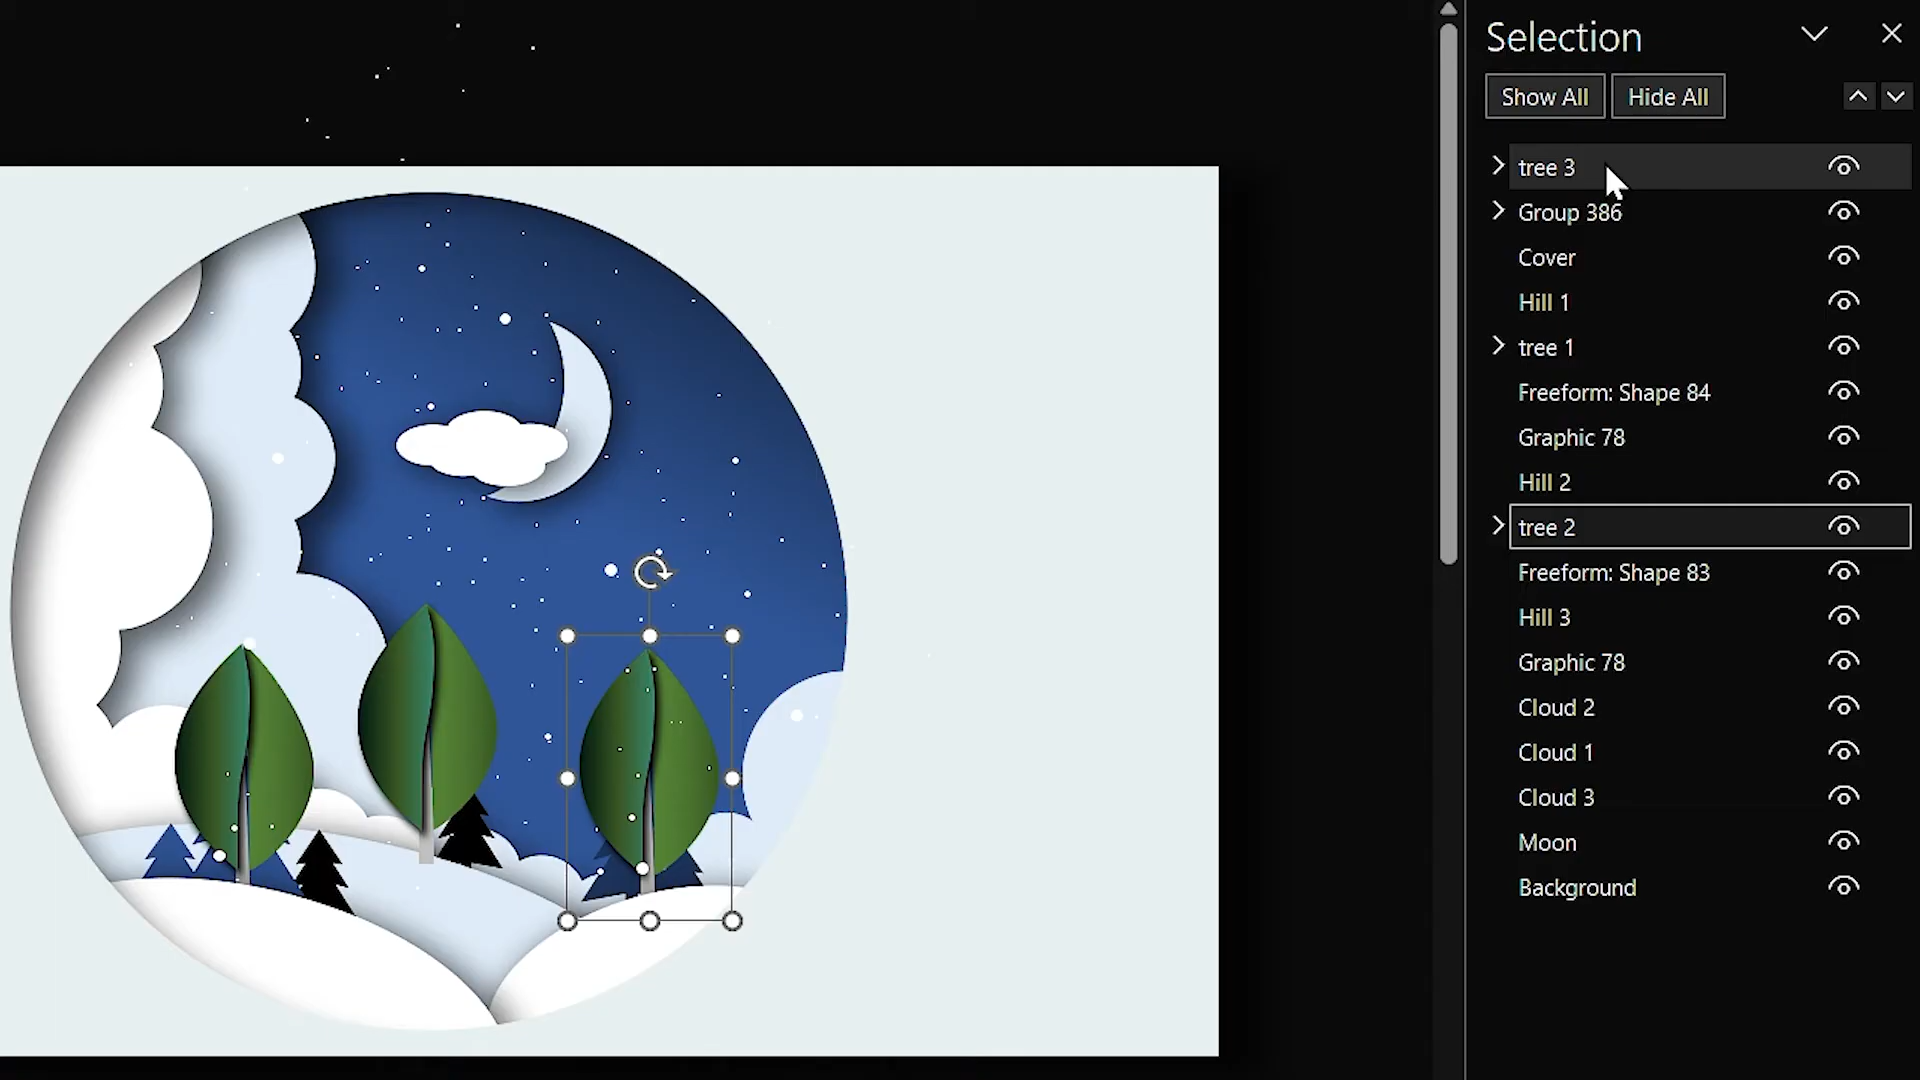 Selection
Show All
Hide All
tree 3
Group 386
Cover
Hill 1
tree 1
Freeform: Shape 84
Graphic 78
Hill 2
tree 2
Freeform: Shape 83
Hill 3
Graphic 78
Cloud 2
Cloud 1
Cloud 3
Moon
Background